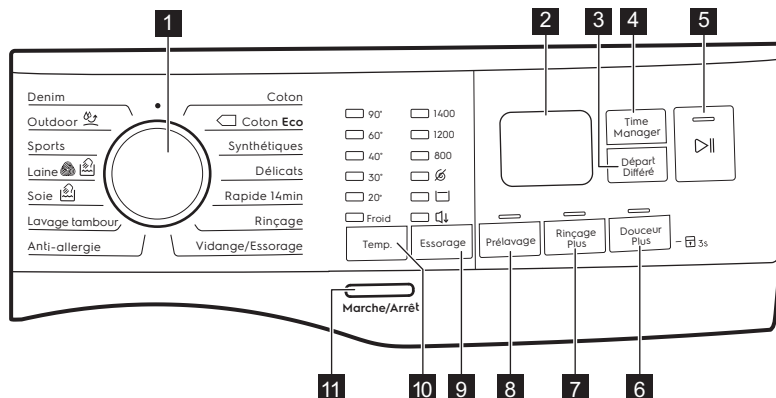 1
2
3
4
5
Denim
Outdoor
Sports
Laine
Soie
Lavage tambour
Anti-allergie
Coton
Coton Eco
Synthétiques
Délicats
Rapide 14min
Rinçage
Vidange/Essorage
90°
60°
40°
30°
20°
Froid
1400
1200
800
Temp.
Essorage
Time
Manager
Départ
Différé
Prélavage
Rinçage
Plus
Douceur
Plus
3s
Marche/Arrêt
11
10
9
8
7
6